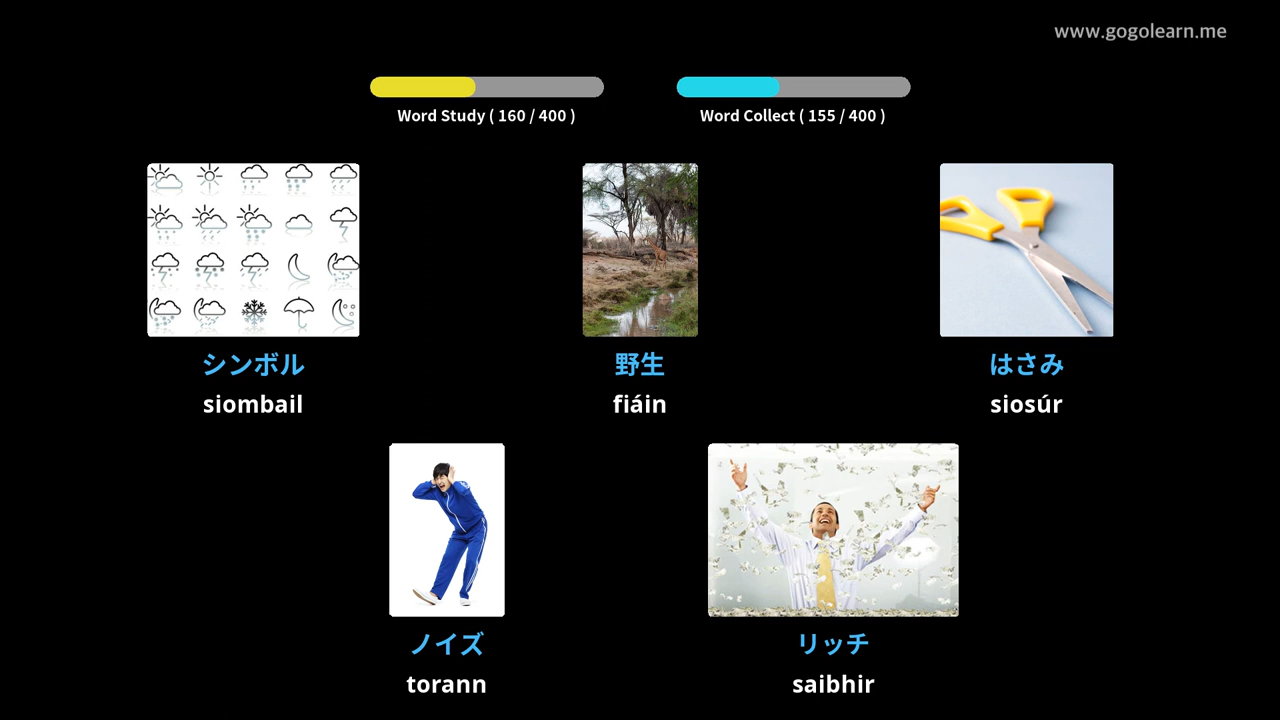 www.gogolearn.me
Word Study ( 160 / 400 )
Word Collect ( 155 / 400 )
シンボル
siombail
野生
fiáin
はさみ
siosúr
ノイズ
torann
リッチ
saibhir